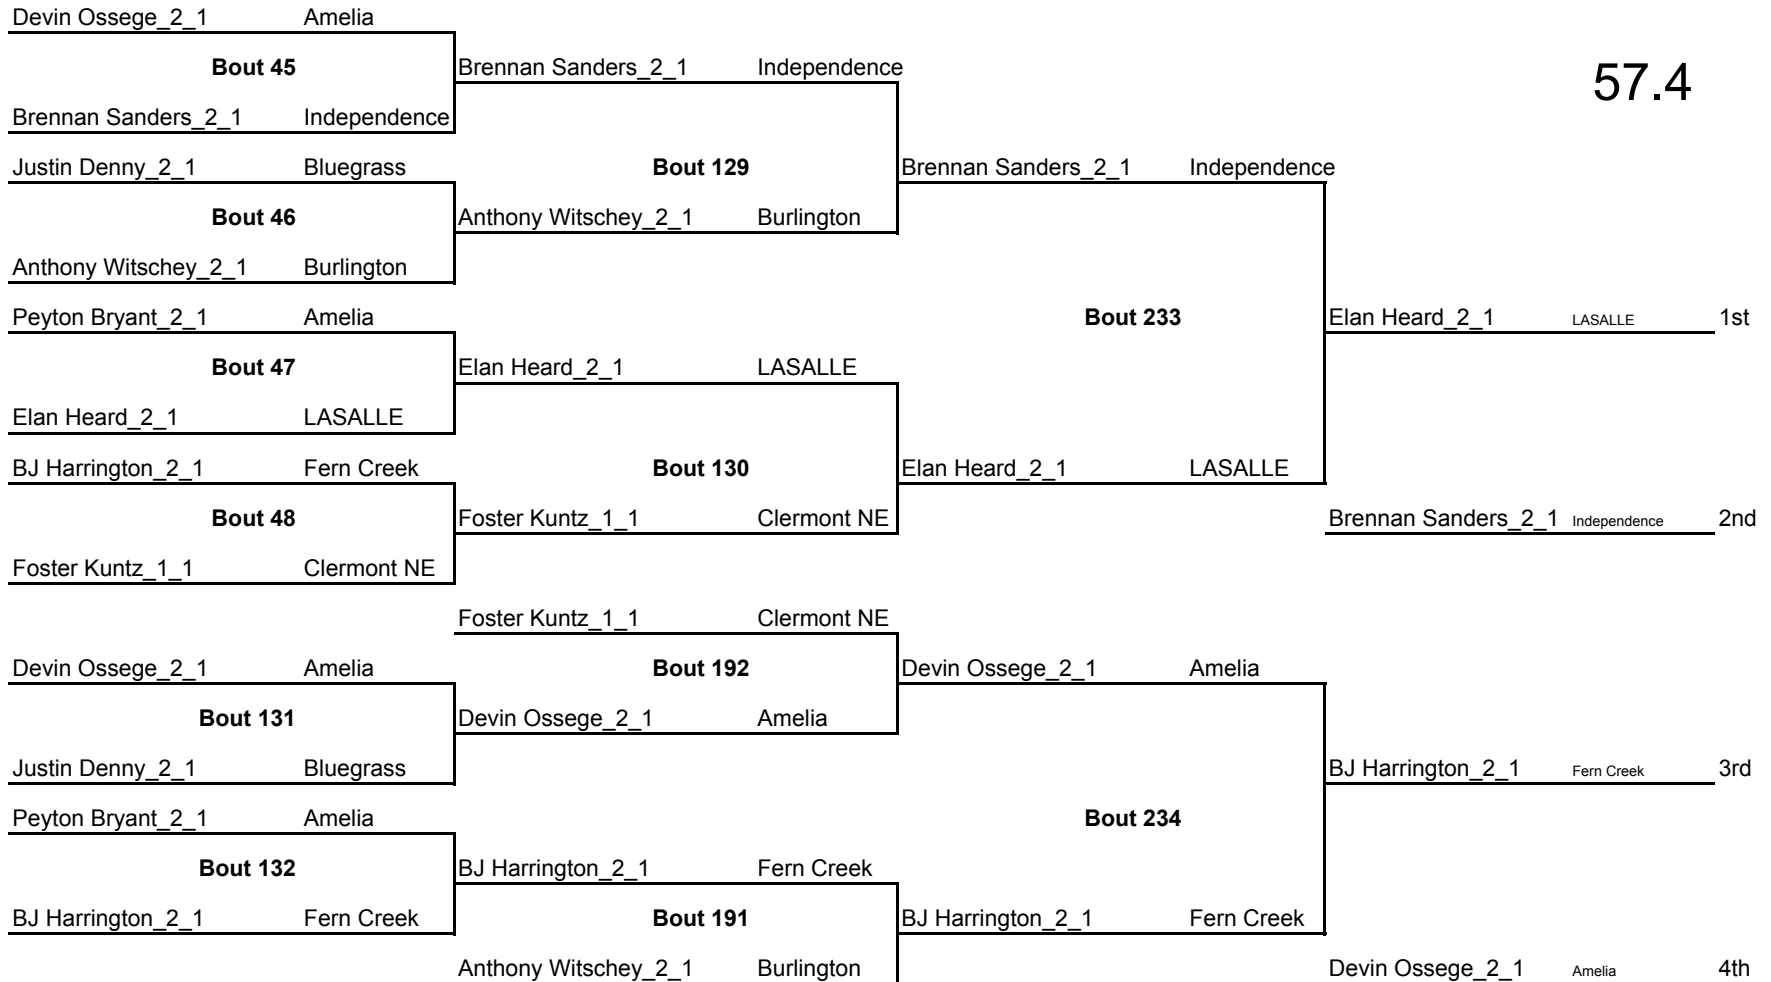 Devin Ossege_2_1 Amelia
Bout 45 Brennan Sanders_2_1 Independence 57.4
Brennan Sanders_2_1 Independence
Justin Denny_2_1 Bluegrass Bout 129 Brennan Sanders_2_1 Independence
Bout 46 Anthony Witschey_2_1 Burlington
Anthony Witschey_2_1 Burlington
Peyton Bryant_2_1 Amelia Bout 233 Elan Heard_2_1 LASALLE 1st
Bout 47 Elan Heard_2_1 LASALLE
Elan Heard_2_1 LASALLE
BJ Harrington_2_1 Fern Creek Bout 130 Elan Heard_2_1 LASALLE
Bout 48 Foster Kuntz_1_1 Clermont NE Brennan Sanders_2_1 Independence 2nd
Foster Kuntz_1_1 Clermont NE
Foster Kuntz_1_1 Clermont NE
Devin Ossege_2_1 Amelia Bout 192 Devin Ossege_2_1 Amelia
Bout 131 Devin Ossege_2_1 Amelia
Justin Denny_2_1 Bluegrass BJ Harrington_2_1 Fern Creek 3rd
Peyton Bryant_2_1 Amelia Bout 234
Bout 132 BJ Harrington_2_1 Fern Creek
BJ Harrington_2_1 Fern Creek Bout 191 BJ Harrington_2_1 Fern Creek
Anthony Witschey_2_1 Burlington Devin Ossege_2_1 Amelia 4th